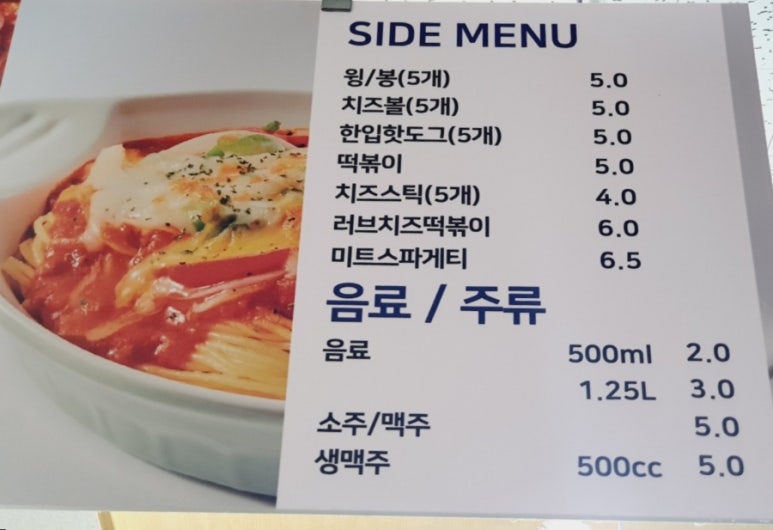 SIDE MENU
윙/봉(5개) 5.0
치즈볼(5개) 5.0
한입핫도그(5개) 5.0
떡볶이 5.0
치즈스틱(5개) 4.0
러브치즈떡볶이 6.0
미트스파게티 6.5
음료 / 주류
음료 500ml 2.0
1.25L 3.0
소주/맥주 5.0
생맥주 500cc 5.0